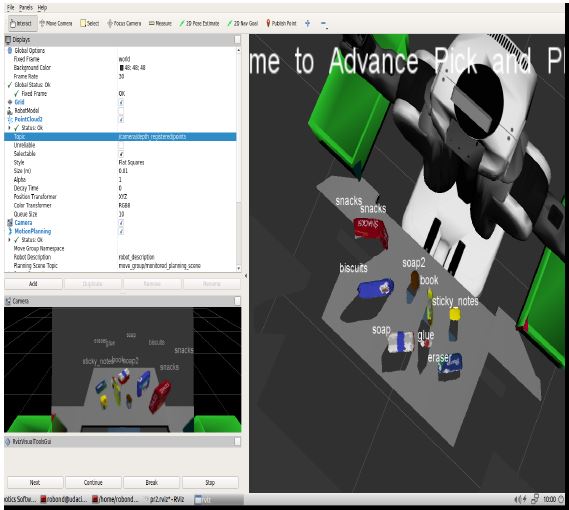 File Panels Help
Interact Move Camera Select Focus Camera Measure 2D Pose Estimate 2D Nav Goal Publish Point
Displays
Global Options
Fixed Frame world
Background Color 48; 48; 48
Frame Rate 30
Global Status: Ok
Fixed Frame OK
Grid
RobotModel
PointCloud2
Status: Ok
Topic /camera/depth_registered/points
Unreliable
Selectable
Style Flat Squares
Size (m) 0.01
Alpha 1
Decay Time 0
Position Transformer XYZ
Color Transformer RGB8
Queue Size 10
Camera
MotionPlanning
Status: Ok
Move Group Namespace
Robot Description robot_description
Planning Scene Topic move_group/monitored_planning_scene
Add Duplicate Remove Rename
Camera
soap
eraser glue biscuits
snacks
sticky_notes book soap2
snacks
RvizVisualToolsGui
Next Continue Break Stop
me to Advance Pick and Pl
snacks
snacks
SNACKS
biscuits
soap2
book
sticky_notes
soap
glue
eraser
botics Softw... robond@udaci... /home/robond... pr2.rviz* - RViz rviz 10:00